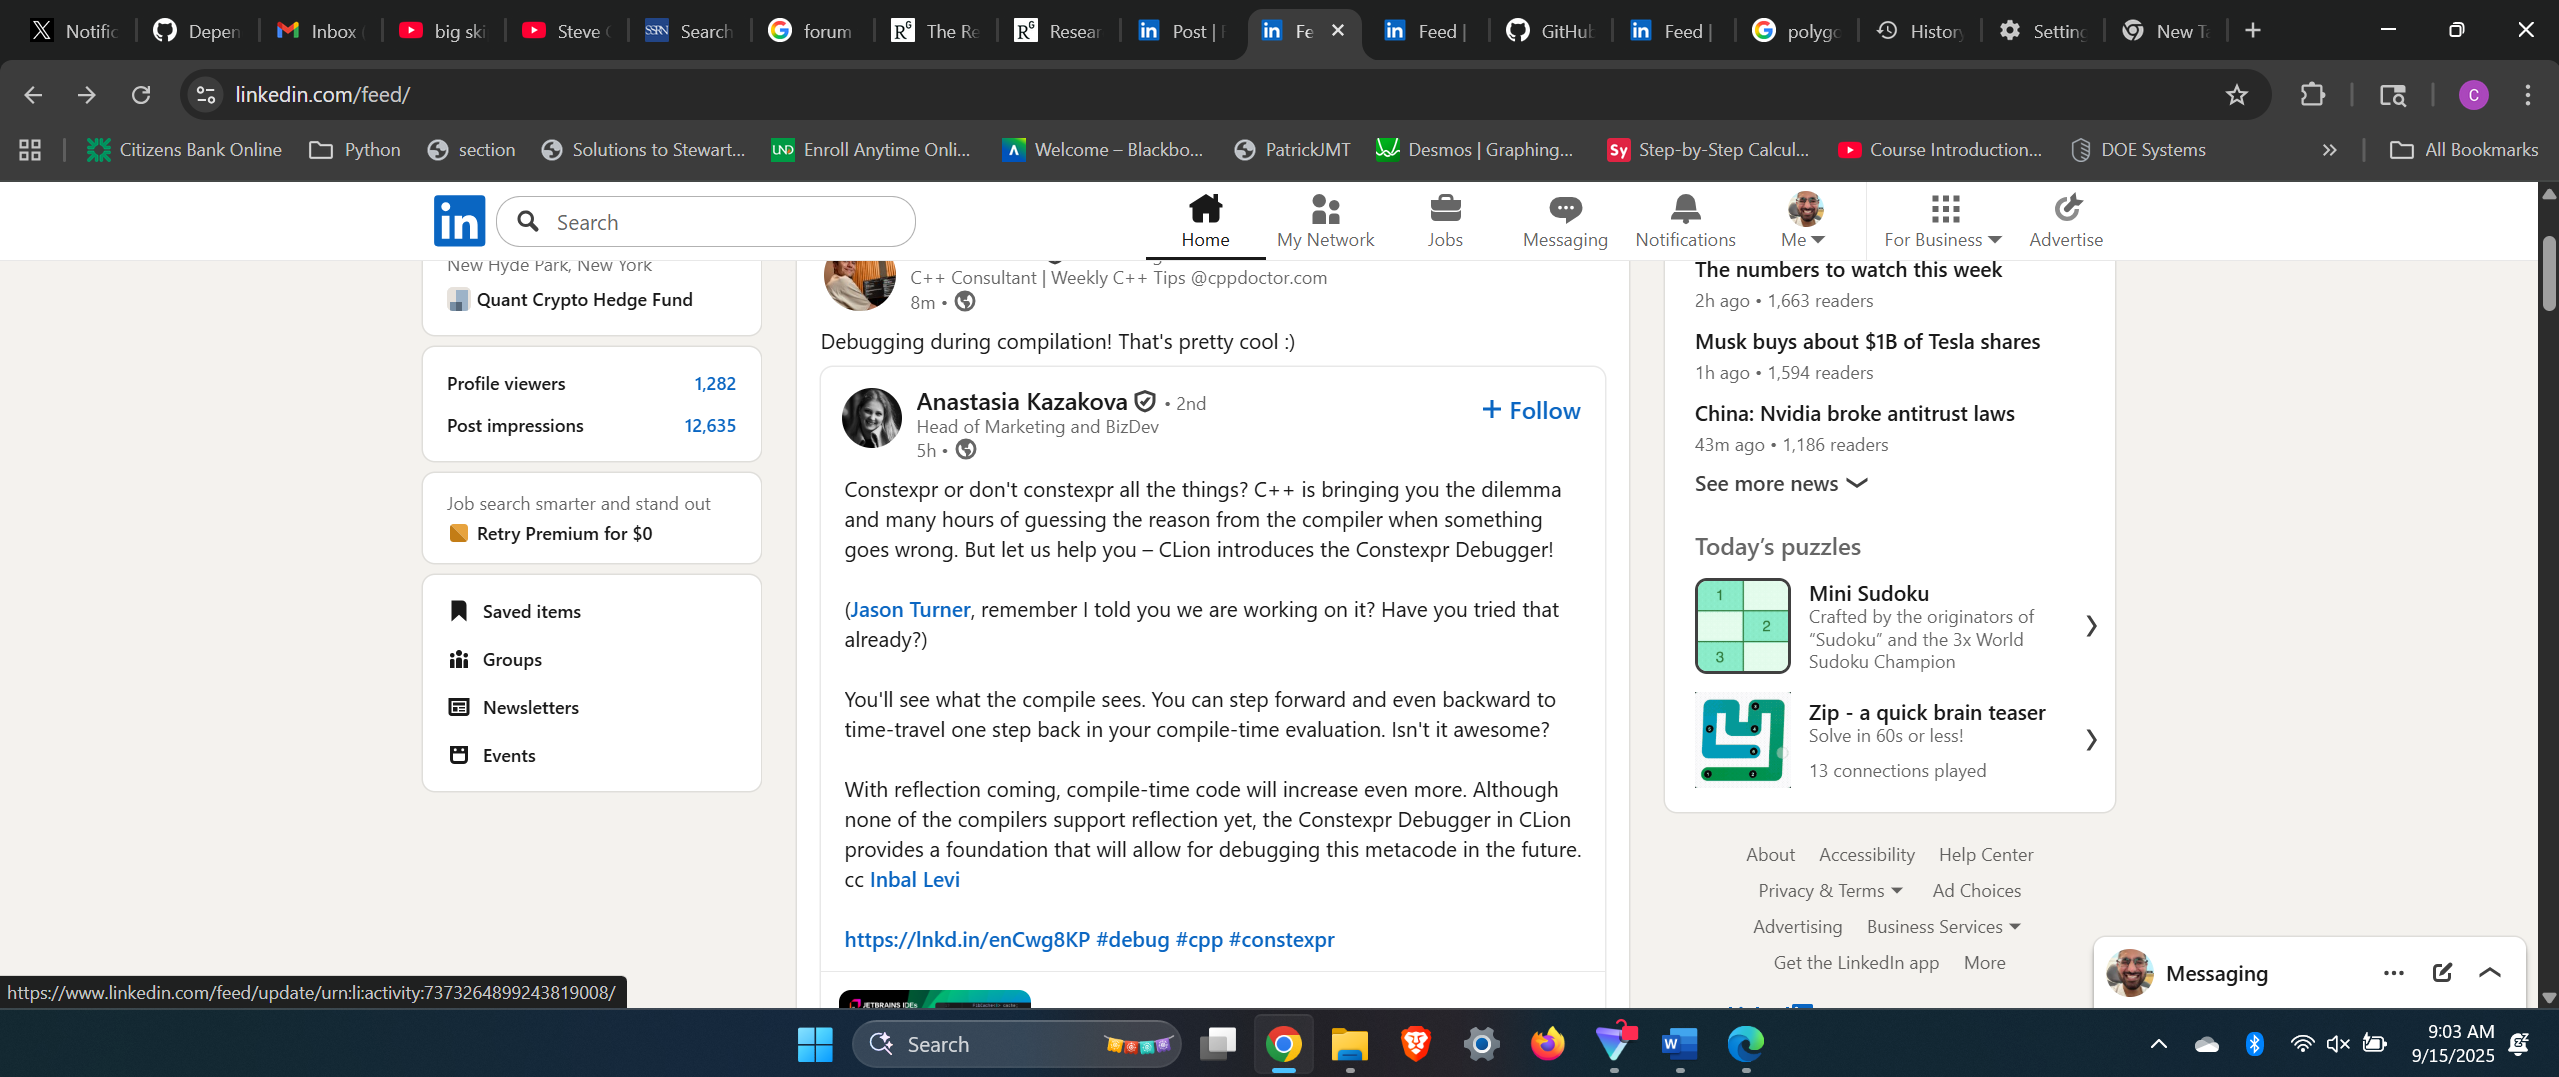 Notific
Depen
Inbox (
big ski
Steve (
Search
forum
The Re
Resear
Post | F
Fe
Feed |
GitHub
Feed |
polygo
History
Setting
New Ta
linkedin.com/feed/
C
Citizens Bank Online
Python
section
Solutions to Stewart...
Enroll Anytime Onli...
Welcome – Blackbo...
PatrickJMT
Desmos | Graphing...
Step-by-Step Calcul...
Course Introduction...
DOE Systems
All Bookmarks
in
Search
Home
My Network
Jobs
Messaging
Notifications
Me
For Business
Advertise
New Hyde Park, New York
Quant Crypto Hedge Fund
Profile viewers 1,282
Post impressions 12,635
Job search smarter and stand out
Retry Premium for $0
Saved items
Groups
Newsletters
Events
C++ Consultant | Weekly C++ Tips @cppdoctor.com
8m •
Debugging during compilation! That's pretty cool :)
Anastasia Kazakova • 2nd
Head of Marketing and BizDev
5h •
+ Follow
Constexpr or don't constexpr all the things? C++ is bringing you the dilemma
and many hours of guessing the reason from the compiler when something
goes wrong. But let us help you – CLion introduces the Constexpr Debugger!
(Jason Turner, remember I told you we are working on it? Have you tried that
already?)
You'll see what the compile sees. You can step forward and even backward to
time-travel one step back in your compile-time evaluation. Isn't it awesome?
With reflection coming, compile-time code will increase even more. Although
none of the compilers support reflection yet, the Constexpr Debugger in CLion
provides a foundation that will allow for debugging this metacode in the future.
cc Inbal Levi
https://lnkd.in/enCwg8KP #debug #cpp #constexpr
JETBRAINS IDEs
The numbers to watch this week
2h ago • 1,663 readers
Musk buys about $1B of Tesla shares
1h ago • 1,594 readers
China: Nvidia broke antitrust laws
43m ago • 1,186 readers
See more news
Today's puzzles
1
2
3
Mini Sudoku
Crafted by the originators of
“Sudoku” and the 3x World
Sudoku Champion
Zip - a quick brain teaser
Solve in 60s or less!
13 connections played
About Accessibility Help Center
Privacy & Terms Ad Choices
Advertising Business Services
Get the LinkedIn app More
Messaging
https://www.linkedin.com/feed/update/urn:li:activity:7373264899243819008/
Search
9:03 AM
9/15/2025